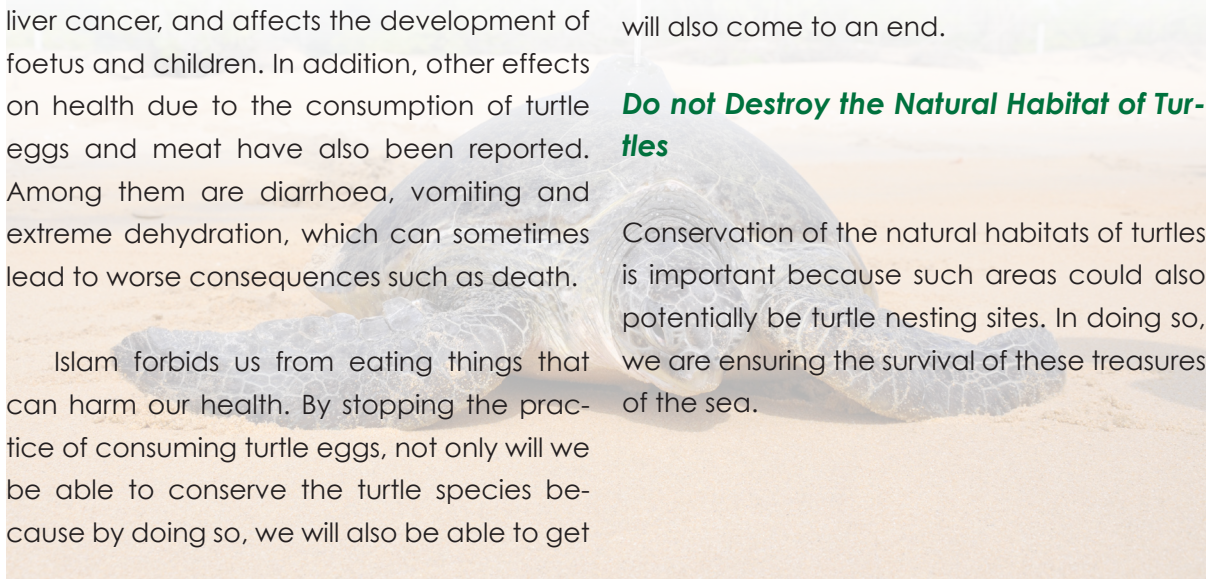 liver cancer, and affects the development of
foetus and children. In addition, other effects
on health due to the consumption of turtle
eggs and meat have also been reported.
Among them are diarrhoea, vomiting and
extreme dehydration, which can sometimes
lead to worse consequences such as death.
Islam forbids us from eating things that
can harm our health. By stopping the prac-
tice of consuming turtle eggs, not only will we
be able to conserve the turtle species be-
cause by doing so, we will also be able to get
will also come to an end.
Do not Destroy the Natural Habitat of Tur-
tles
Conservation of the natural habitats of turtles
is important because such areas could also
potentially be turtle nesting sites. In doing so,
we are ensuring the survival of these treasures
of the sea.